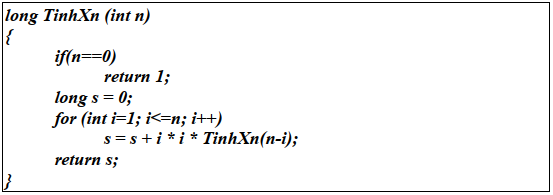 long TinhXn (int n)
{
if(n==0)
return 1;
long s = 0;
for (int i=1; i<=n; i++)
s = s + i * i * TinhXn(n-i);
return s;
}